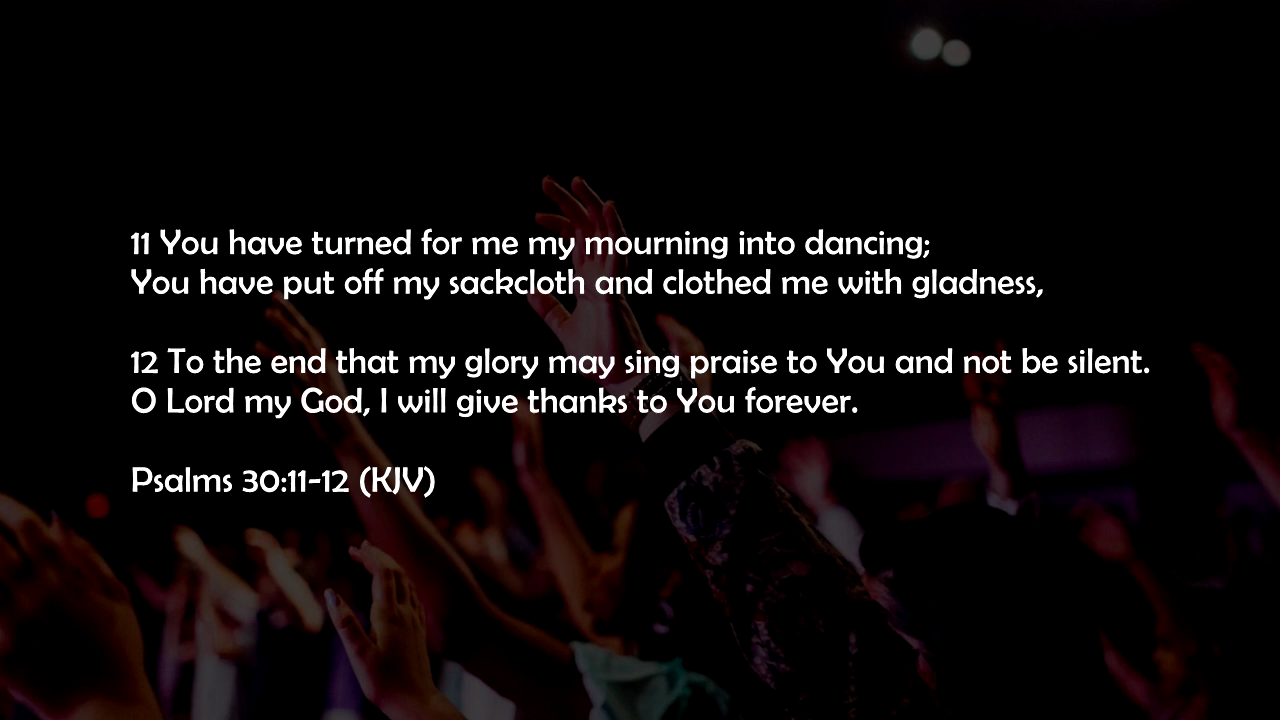 11 You have turned for me my mourning into dancing;
You have put off my sackcloth and clothed me with gladness,
12 To the end that my glory may sing praise to You and not be silent.
O Lord my God, I will give thanks to You forever.
Psalms 30:11-12 (KJV)